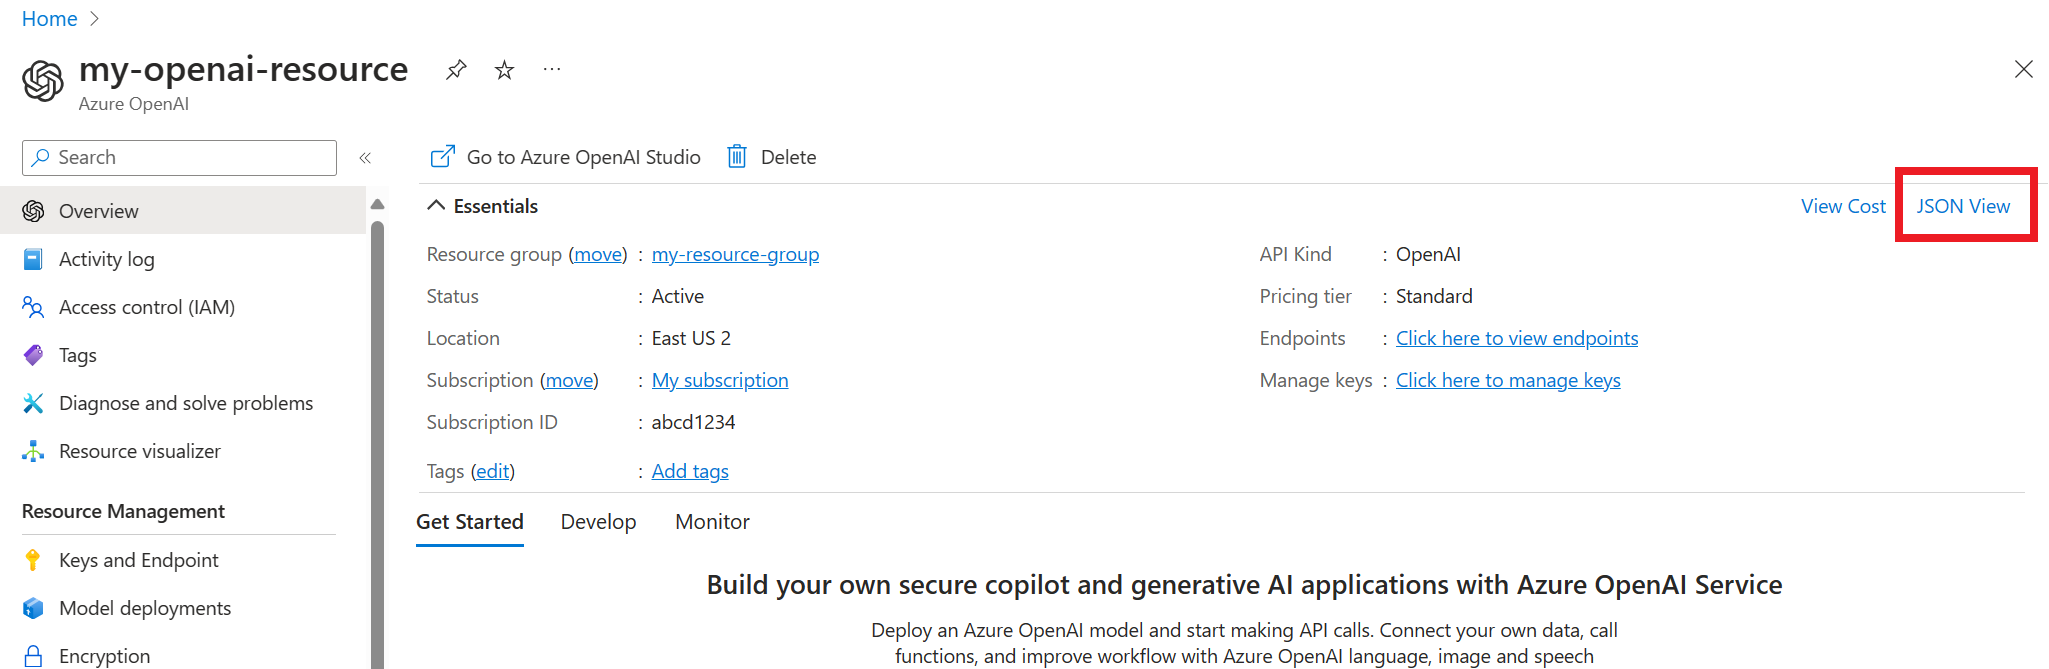 Home
my-openai-resource
Azure OpenAI
Search
Overview
Activity log
Access control (IAM)
Tags
Diagnose and solve problems
Resource visualizer
Resource Management
Keys and Endpoint
Model deployments
Encryption
Go to Azure OpenAI Studio Delete
Essentials
View Cost JSON View
Resource group (move) : my-resource-group
Status : Active
Location : East US 2
Subscription (move) : My subscription
Subscription ID : abcd1234
Tags (edit) : Add tags
API Kind : OpenAI
Pricing tier : Standard
Endpoints : Click here to view endpoints
Manage keys : Click here to manage keys
Get Started Develop Monitor
Build your own secure copilot and generative AI applications with Azure OpenAI Service
Deploy an Azure OpenAI model and start making API calls. Connect your own data, call
functions, and improve workflow with Azure OpenAI language, image and speech